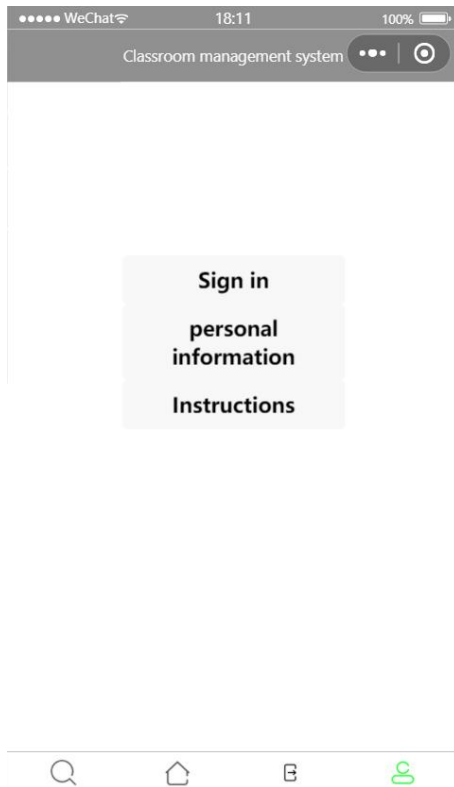 WeChat 18:11 100%
Classroom management system
Sign in
personal
information
Instructions